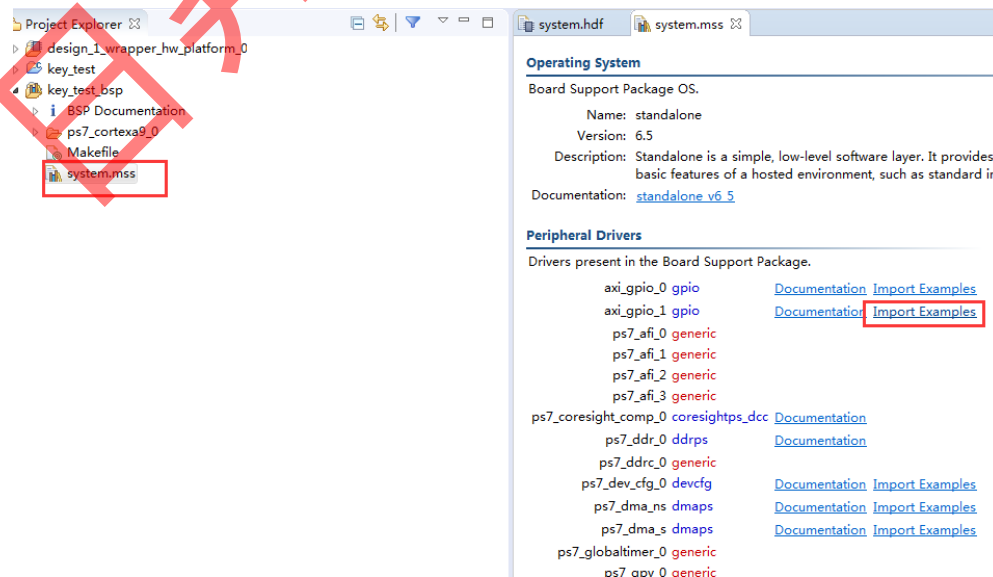 Project Explorer
design_1_wrapper_hw_platform_0
key_test
key_test_bsp
BSP Documentation
ps7_cortexa9_0
Makefile
system.mss
system.hdf
system.mss
Operating System
Board Support Package OS.
Name: standalone
Version: 6.5
Description: Standalone is a simple, low-level software layer. It provides
basic features of a hosted environment, such as standard
Documentation: standalone_v6_5
Peripheral Drivers
Drivers present in the Board Support Package.
axi_gpio_0 gpio Documentation Import Examples
axi_gpio_1 gpio Documentation Import Examples
ps7_afi_0 generic
ps7_afi_1 generic
ps7_afi_2 generic
ps7_afi_3 generic
ps7_coresight_comp_0 coresightps_dcc Documentation
ps7_ddr_0 ddrps Documentation
ps7_ddrc_0 generic
ps7_dev_cfg_0 devcfg Documentation Import Examples
ps7_dma_ns dmaps Documentation Import Examples
ps7_dma_s dmaps Documentation Import Examples
ps7_globaltimer_0 generic
ps7_gpv_0 generic